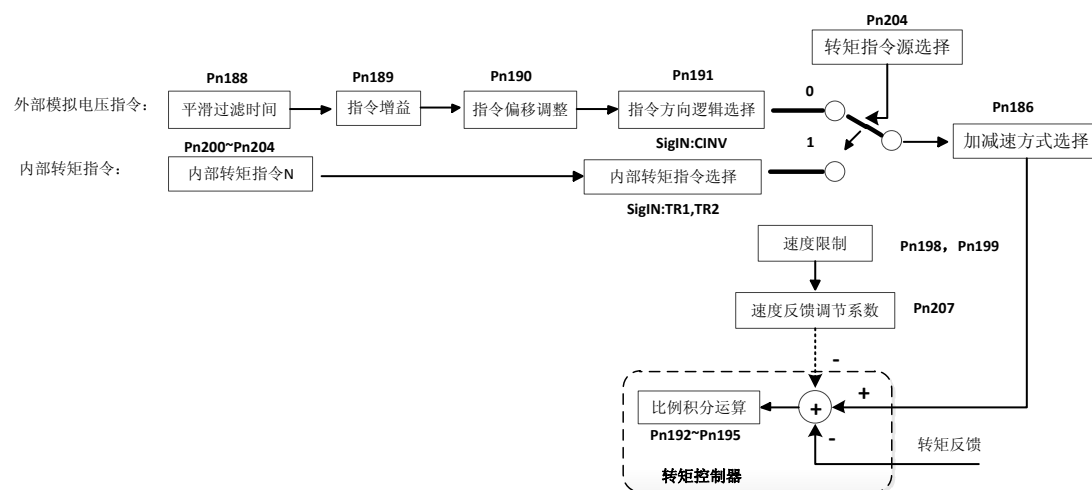 Pn204
转矩指令源选择
Pn188
Pn189
Pn190
Pn191
0
外部模拟电压指令：
平滑过滤时间
指令增益
指令偏移调整
指令方向逻辑选择
Pn186
加减速方式选择
SigIN:CINV
1
Pn200~Pn204
内部转矩指令：
内部转矩指令N
内部转矩指令选择
SigIN:TR1,TR2
速度限制
Pn198，Pn199
速度反馈调节系数
Pn207
-
+
比例积分运算
+
Pn192~Pn195
-
转矩反馈
转矩控制器